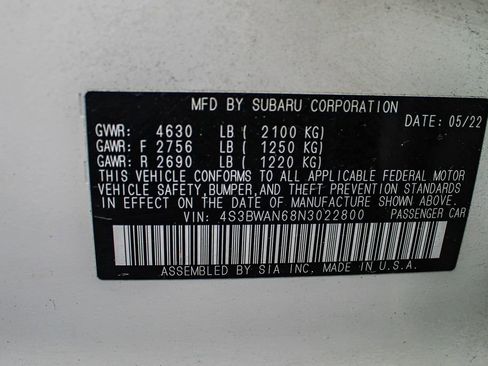 MFD BY SUBARU CORPORATION
DATE: 05/22
GVWR: 4630 LB ( 2100 KG)
GAWR: F 2756 LB ( 1250 KG)
GAWR: R 2690 LB ( 1220 KG)
THIS VEHICLE CONFORMS TO ALL APPLICABLE FEDERAL MOTOR
VEHICLE SAFETY,BUMPER,AND THEFT PREVENTION STANDARDS
IN EFFECT ON THE DATE OF MANUFACTURE SHOWN ABOVE.
VIN: 4S3BWAN68N3022800 PASSENGER CAR
ASSEMBLED BY SIA INC. MADE IN U.S.A.